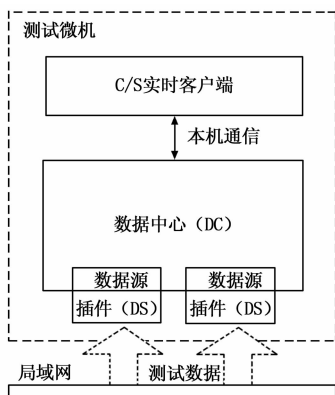 测试微机
C/S实时客户端
本机通信
数据中心（DC）
数据源 数据源
插件（DS） 插件（DS）
局域网 测试数据